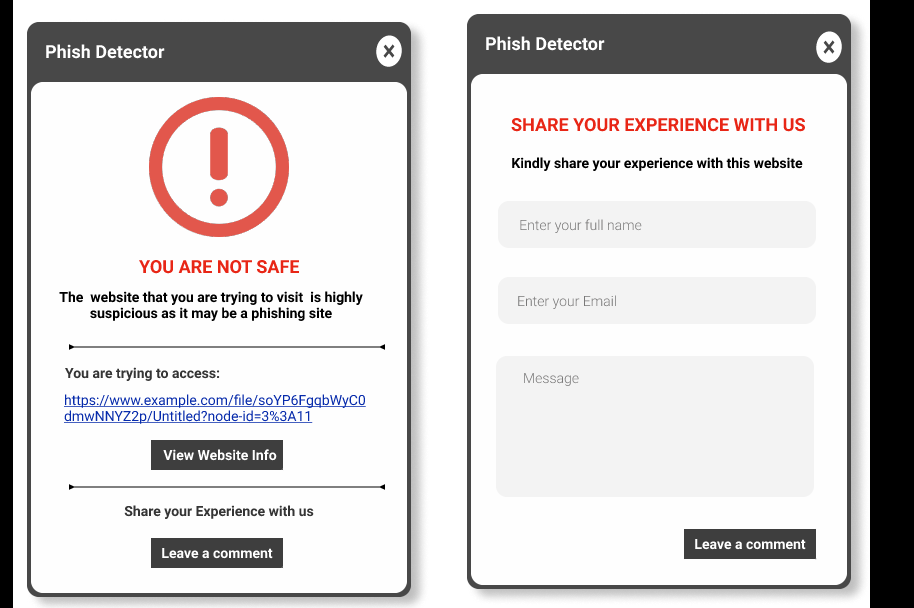 Phish Detector
YOU ARE NOT SAFE
The website that you are trying to visit is highly
suspicious as it may be a phishing site
You are trying to access:
https://www.example.com/file/soYP6FgqbWyC0
dmwNNYZ2p/Untitled?node-id=3%3A11
View Website Info
Share your Experience with us
Leave a comment
Phish Detector
SHARE YOUR EXPERIENCE WITH US
Kindly share your experience with this website
Enter your full name
Enter your Email
Message
Leave a comment